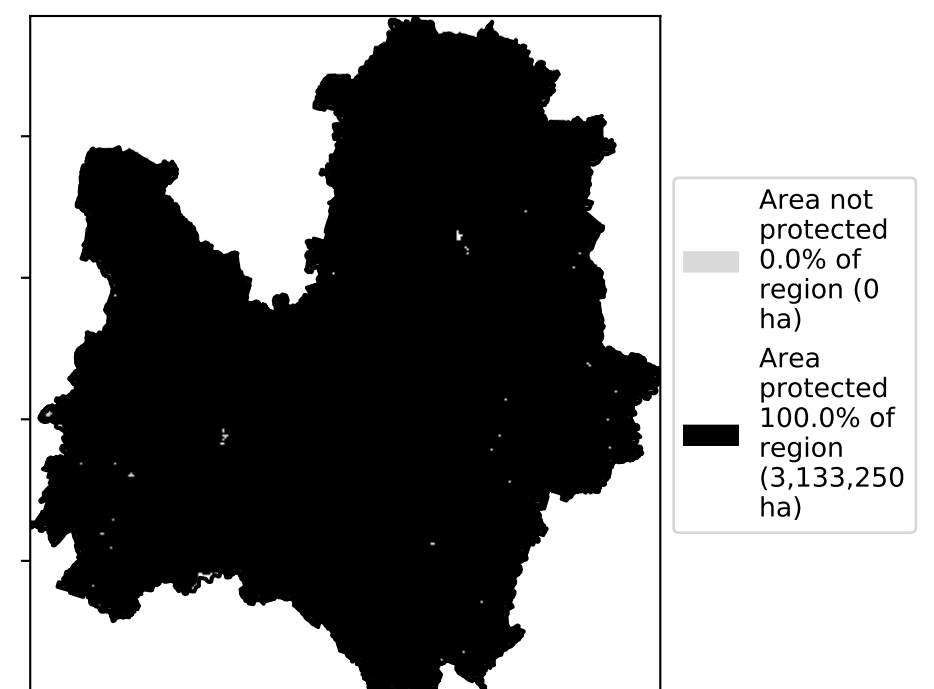 Area not
protected
0.0% of
region (0
ha)
Area
protected
100.0% of
region
(3,133,250
ha)